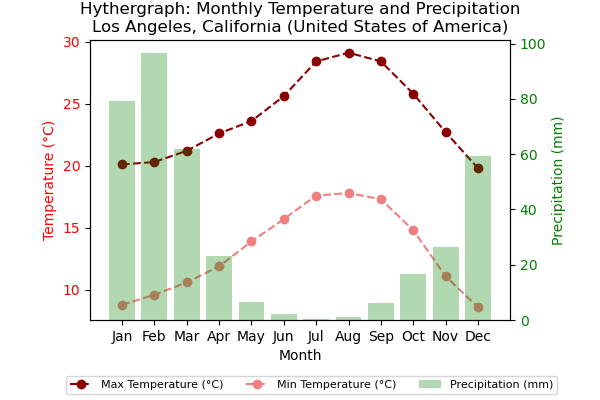 Hythergraph: Monthly Temperature and Precipitation
Los Angeles, California (United States of America)
30
25
20
15
10
Temperature (°C)
100
80
60
40
20
0
Precipitation (mm)
Jan Feb Mar Apr May Jun Jul Aug Sep Oct Nov Dec
Month
Max Temperature (°C) Min Temperature (°C) Precipitation (mm)